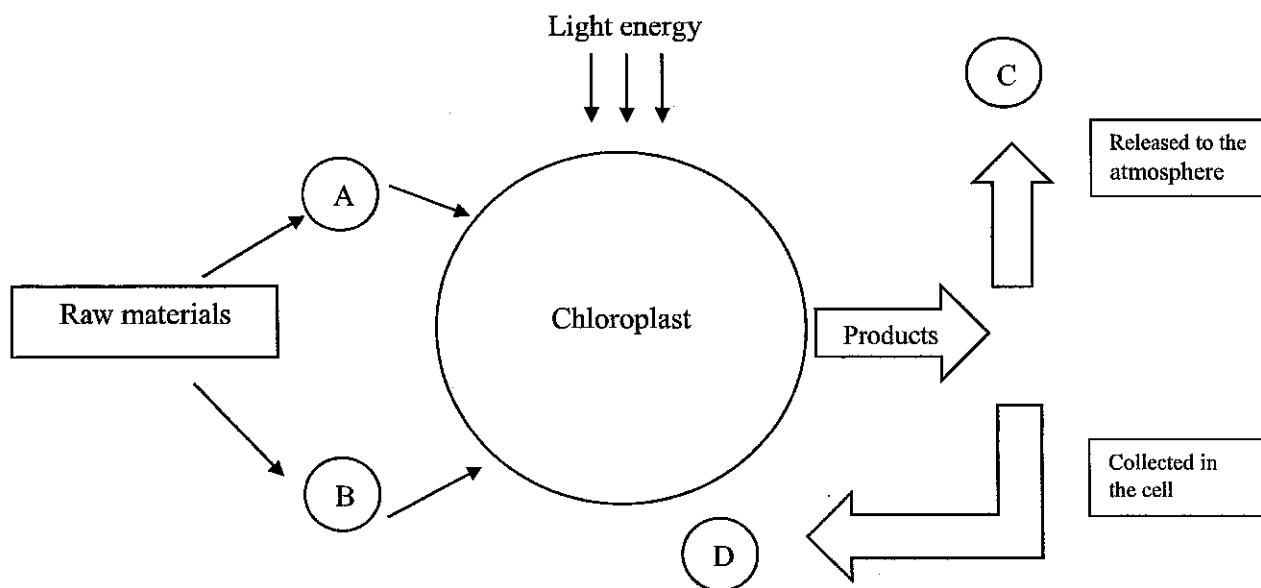 Light energy
C
Released to the
atmosphere
A
Raw materials
Chloroplast
Products
B
Collected in
the cell
D